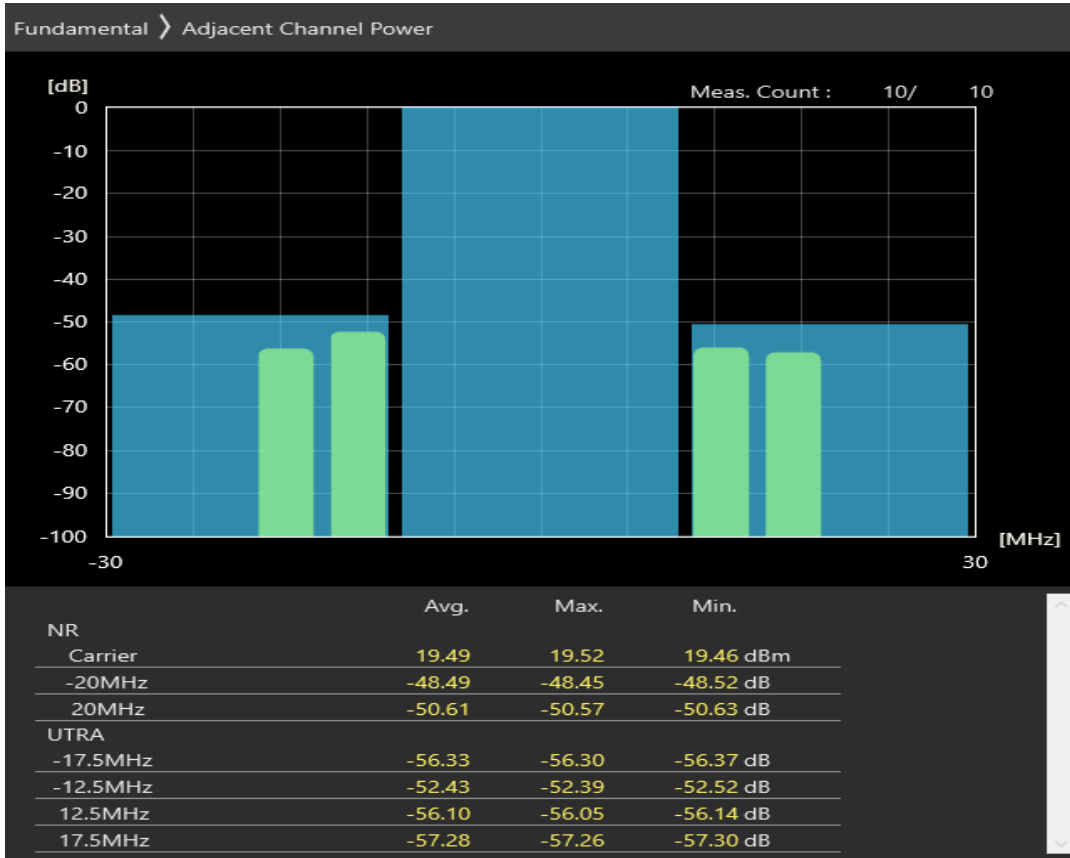 Fundamental 〉 Adjacent Channel Power
[dB]
Meas. Count : 10/ 10
0
-10
-20
-30
-40
-50
-60
-70
-80
-90
-100
[MHz]
-30 30
Avg. Max. Min.
NR
Carrier 19.49 19.52 19.46 dBm
-20MHz -48.49 -48.45 -48.52 dB
20MHz -50.61 -50.57 -50.63 dB
UTRA
-17.5MHz -56.33 -56.30 -56.37 dB
-12.5MHz -52.43 -52.39 -52.52 dB
12.5MHz -56.10 -56.05 -56.14 dB
17.5MHz -57.28 -57.26 -57.30 dB